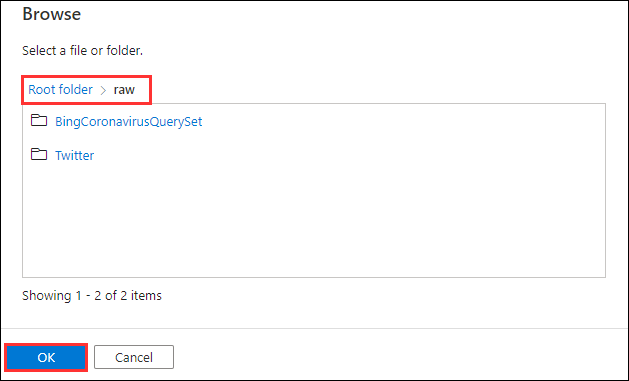 Browse
Select a file or folder.
Root folder > raw
BingCoronavirusQuerySet
Twitter
Showing 1 - 2 of 2 items
OK Cancel